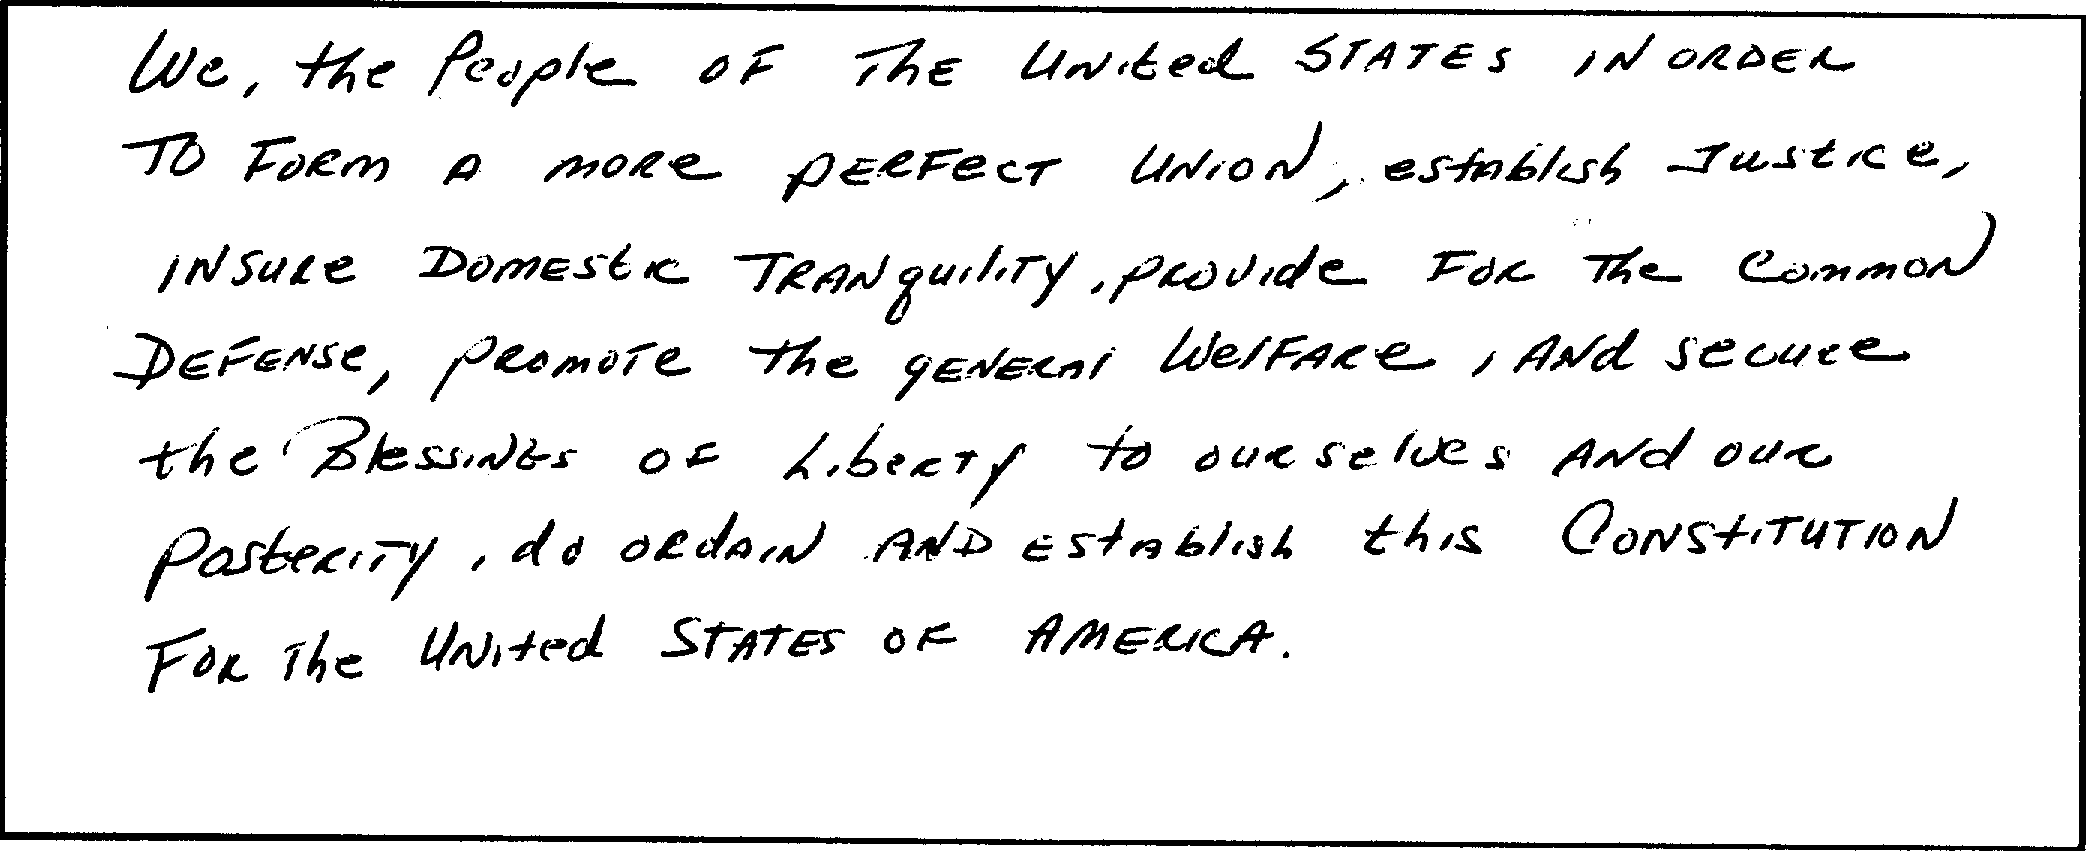 We, the People of the United States in order
to form a more perfect Union, establish Justice,
insure Domestic Tranquility, provide for the Common
Defense, promote the general Welfare, and secure
the Blessings of Liberty to ourselves and our
Posterity, do ordain and establish this Constitution
for the United States of America.